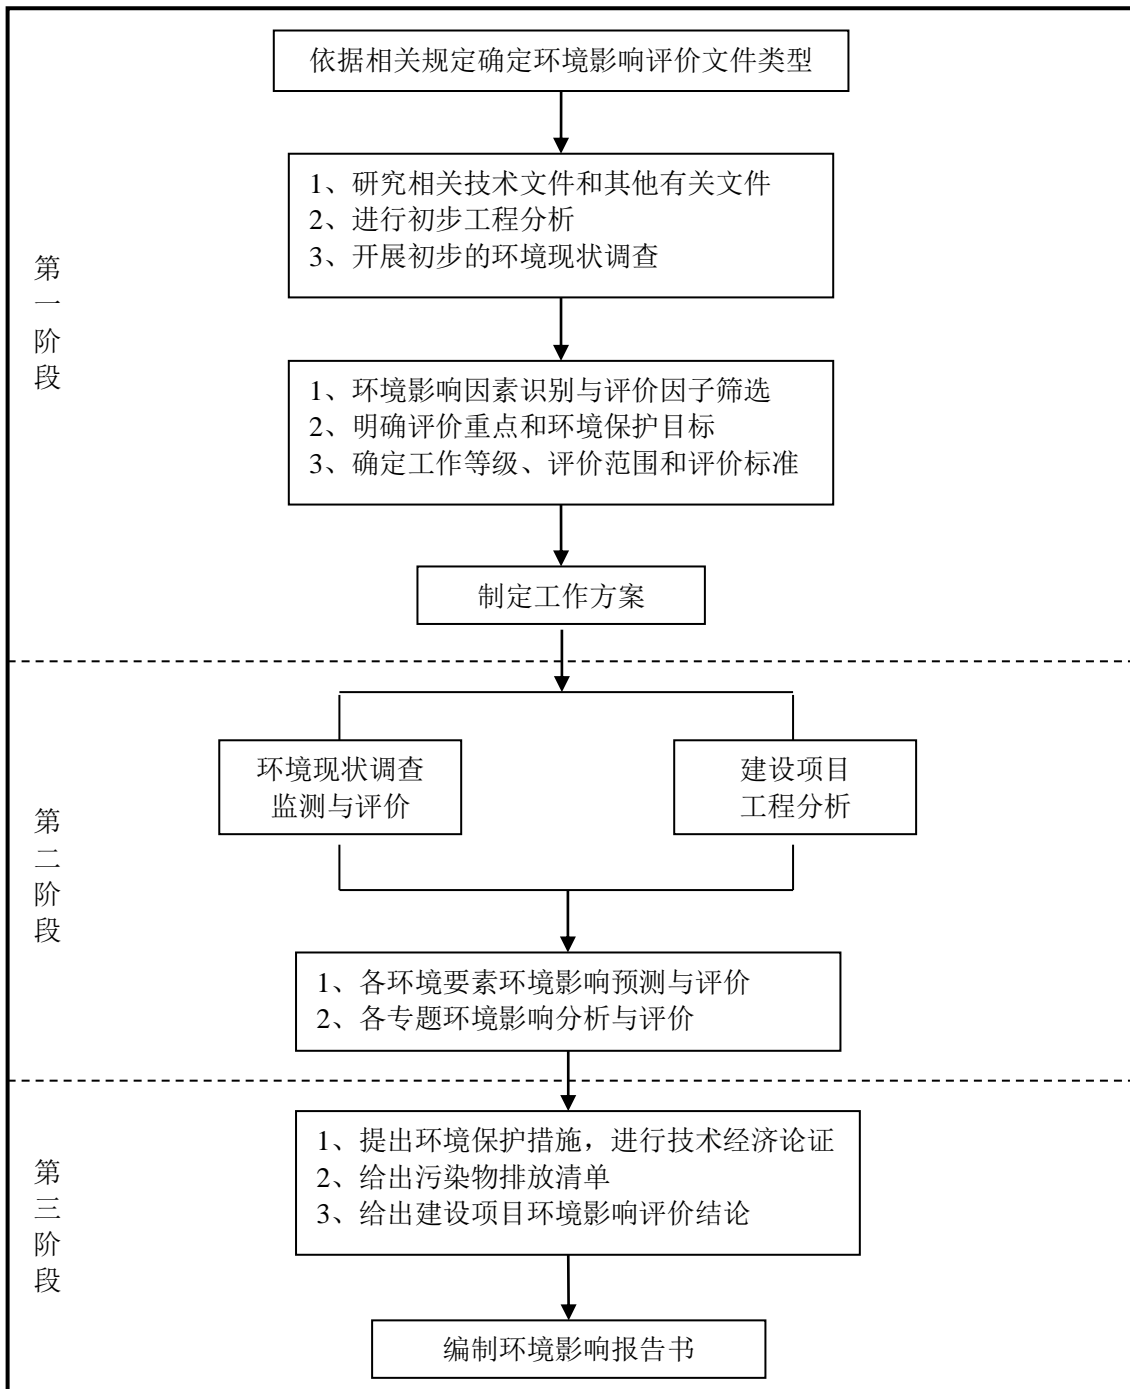 依据相关规定确定环境影响评价文件类型
1、研究相关技术文件和其他有关文件
2、进行初步工程分析
3、开展初步的环境现状调查
第
一
阶
段
1、环境影响因素识别与评价因子筛选
2、明确评价重点和环境保护目标
3、确定工作等级、评价范围和评价标准
制定工作方案
环境现状调查
监测与评价
建设项目
工程分析
第
二
阶
段
1、各环境要素环境影响预测与评价
2、各专题环境影响分析与评价
第
三
阶
段
1、提出环境保护措施，进行技术经济论证
2、给出污染物排放清单
3、给出建设项目环境影响评价结论
编制环境影响报告书